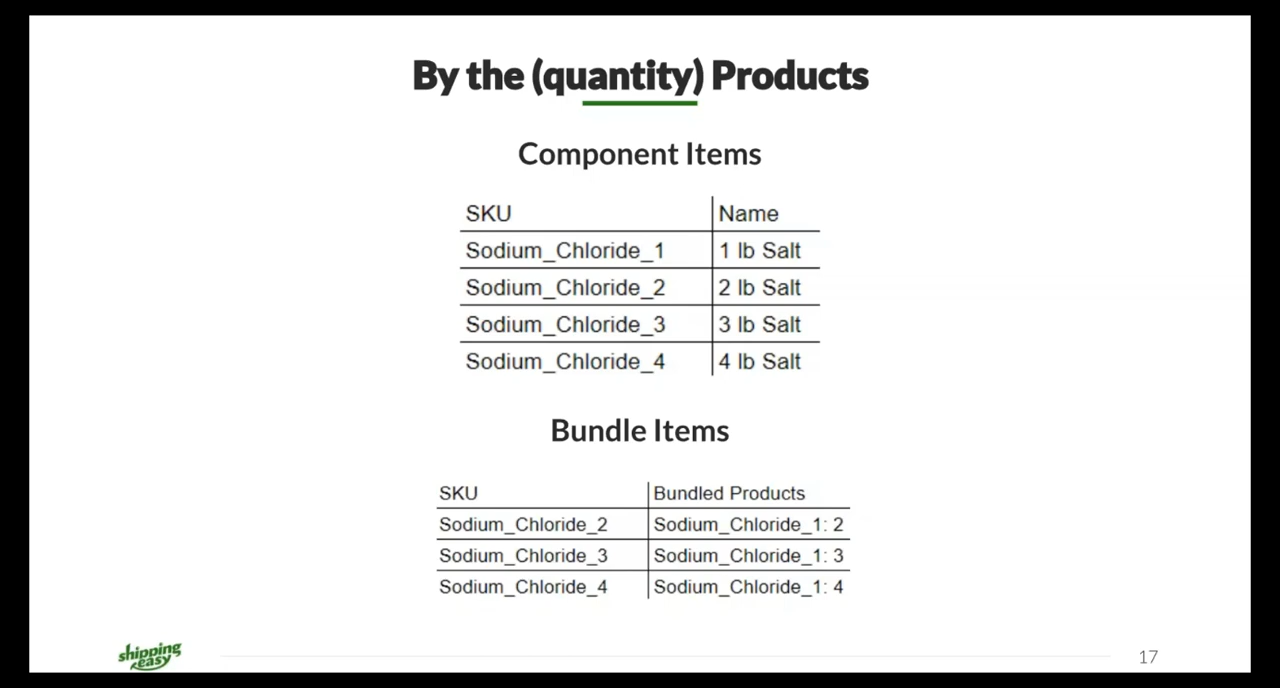 By the (quantity) Products
Component Items
SKU Name
Sodium_Chloride_1 1 lb Salt
Sodium_Chloride_2 2 lb Salt
Sodium_Chloride_3 3 lb Salt
Sodium_Chloride_4 4 lb Salt
Bundle Items
SKU Bundled Products
Sodium_Chloride_2 Sodium_Chloride_1: 2
Sodium_Chloride_3 Sodium_Chloride_1: 3
Sodium_Chloride_4 Sodium_Chloride_1: 4
shipping
easy
17